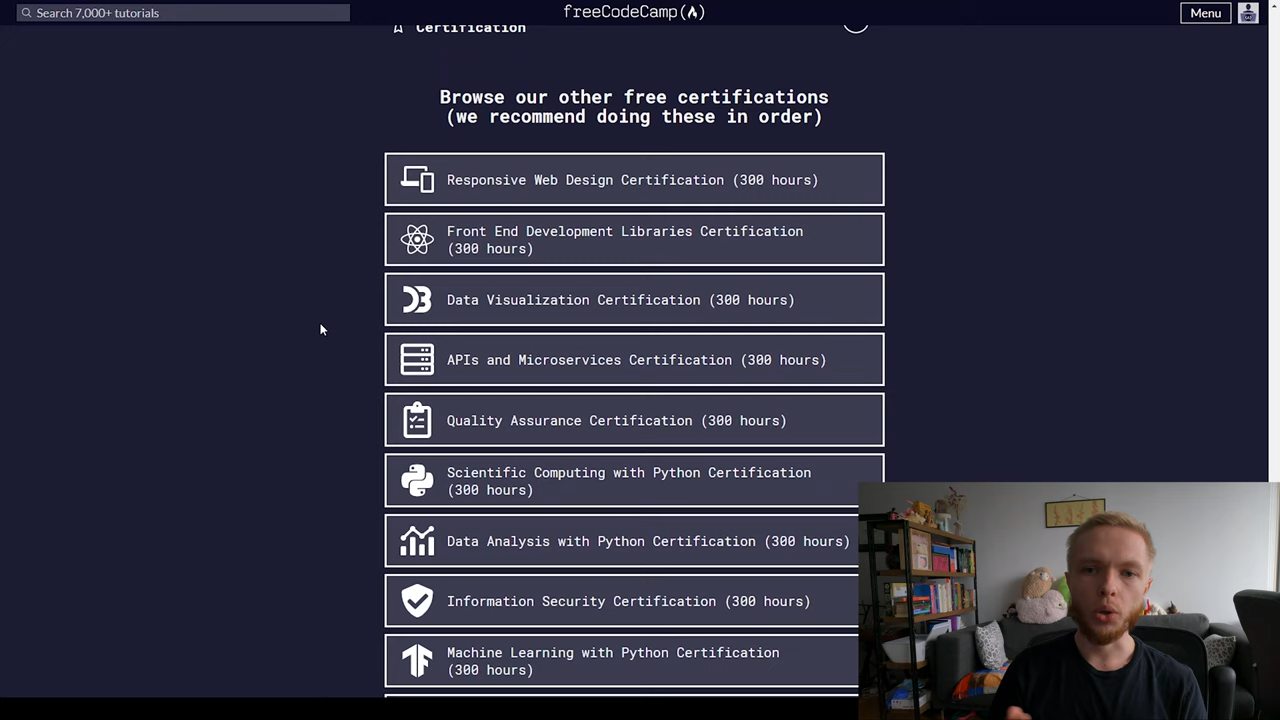 Search 7,000+ tutorials
freeCodeCamp
Menu
Certification
Browse our other free certifications
(we recommend doing these in order)
Responsive Web Design Certification (300 hours)
Front End Development Libraries Certification
(300 hours)
Data Visualization Certification (300 hours)
APIs and Microservices Certification (300 hours)
Quality Assurance Certification (300 hours)
Scientific Computing with Python Certification
(300 hours)
Data Analysis with Python Certification (300 hours)
Information Security Certification (300 hours)
Machine Learning with Python Certification
(300 hours)